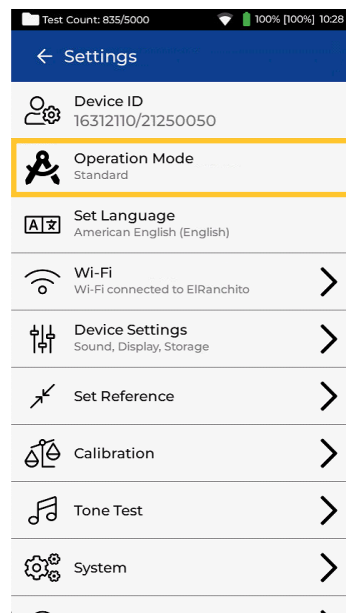 Test Count: 835/5000 100% [100%] 10:28
Settings
Device ID
16312110/21250050
Operation Mode
Standard
A
Set Language
American English (English)
Wi-Fi
Wi-Fi connected to ElRanchito
Device Settings
Sound, Display, Storage
Set Reference
Calibration
Tone Test
System